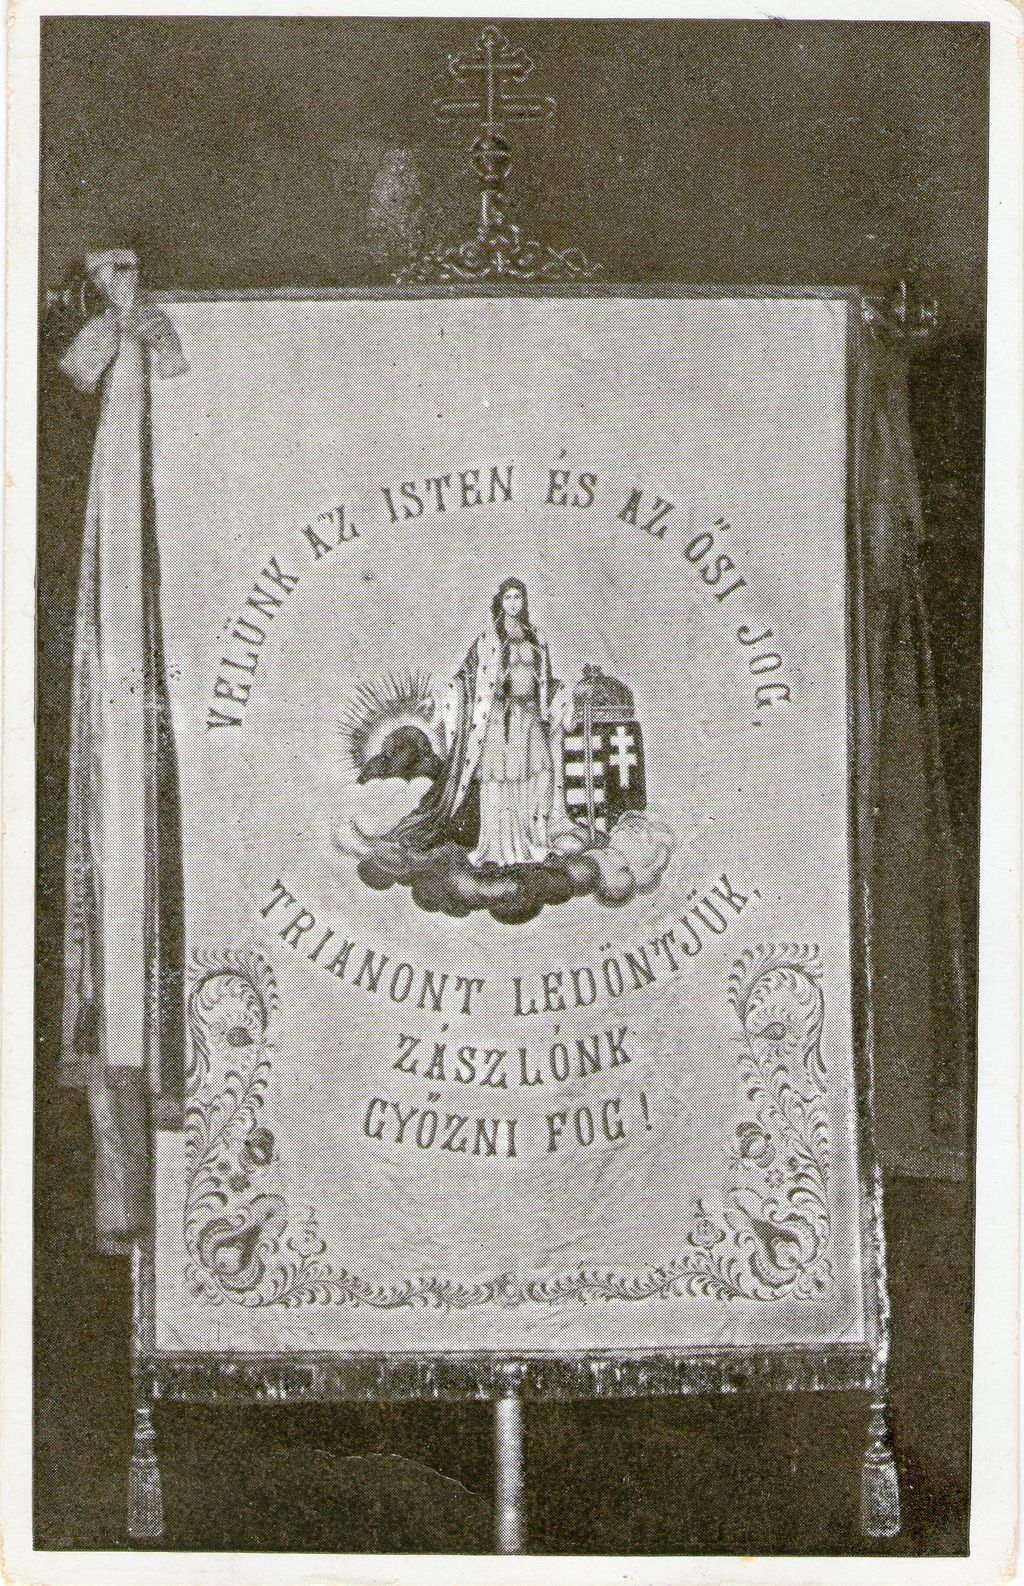 VELÜNK AZ ISTEN ÉS AZ ŐSI JOG,
TRIANONT LEDÖNTJÜK,
ZÁSZLÓNK
GYŐZNI FOG!